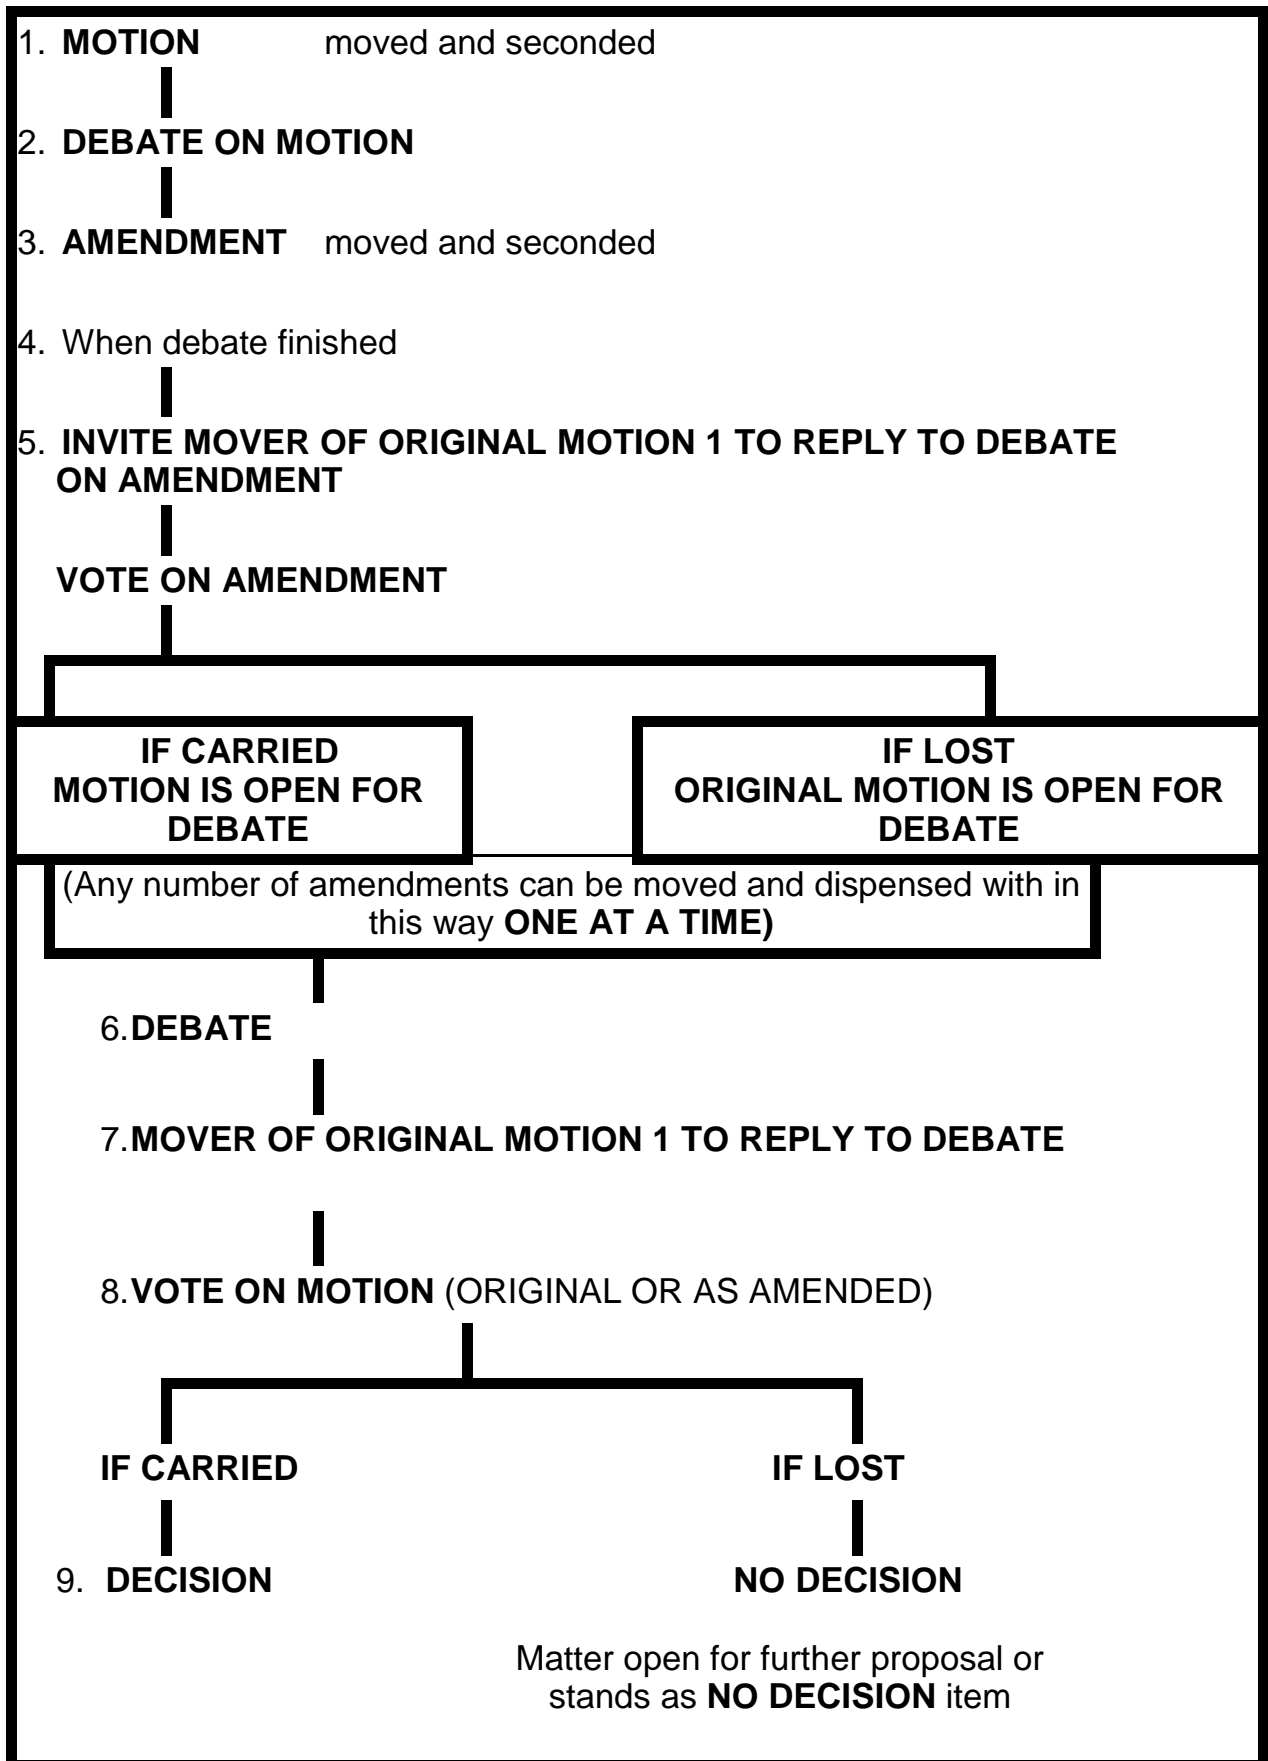 1. MOTION moved and seconded
2. DEBATE ON MOTION
3. AMENDMENT moved and seconded
4. When debate finished
5. INVITE MOVER OF ORIGINAL MOTION 1 TO REPLY TO DEBATE
ON AMENDMENT
VOTE ON AMENDMENT
IF CARRIED
MOTION IS OPEN FOR
DEBATE
IF LOST
ORIGINAL MOTION IS OPEN FOR
DEBATE
(Any number of amendments can be moved and dispensed with in
this way ONE AT A TIME)
6.DEBATE
7.MOVER OF ORIGINAL MOTION 1 TO REPLY TO DEBATE
8.VOTE ON MOTION (ORIGINAL OR AS AMENDED)
IF CARRIED
IF LOST
9. DECISION
NO DECISION
Matter open for further proposal or
stands as NO DECISION item